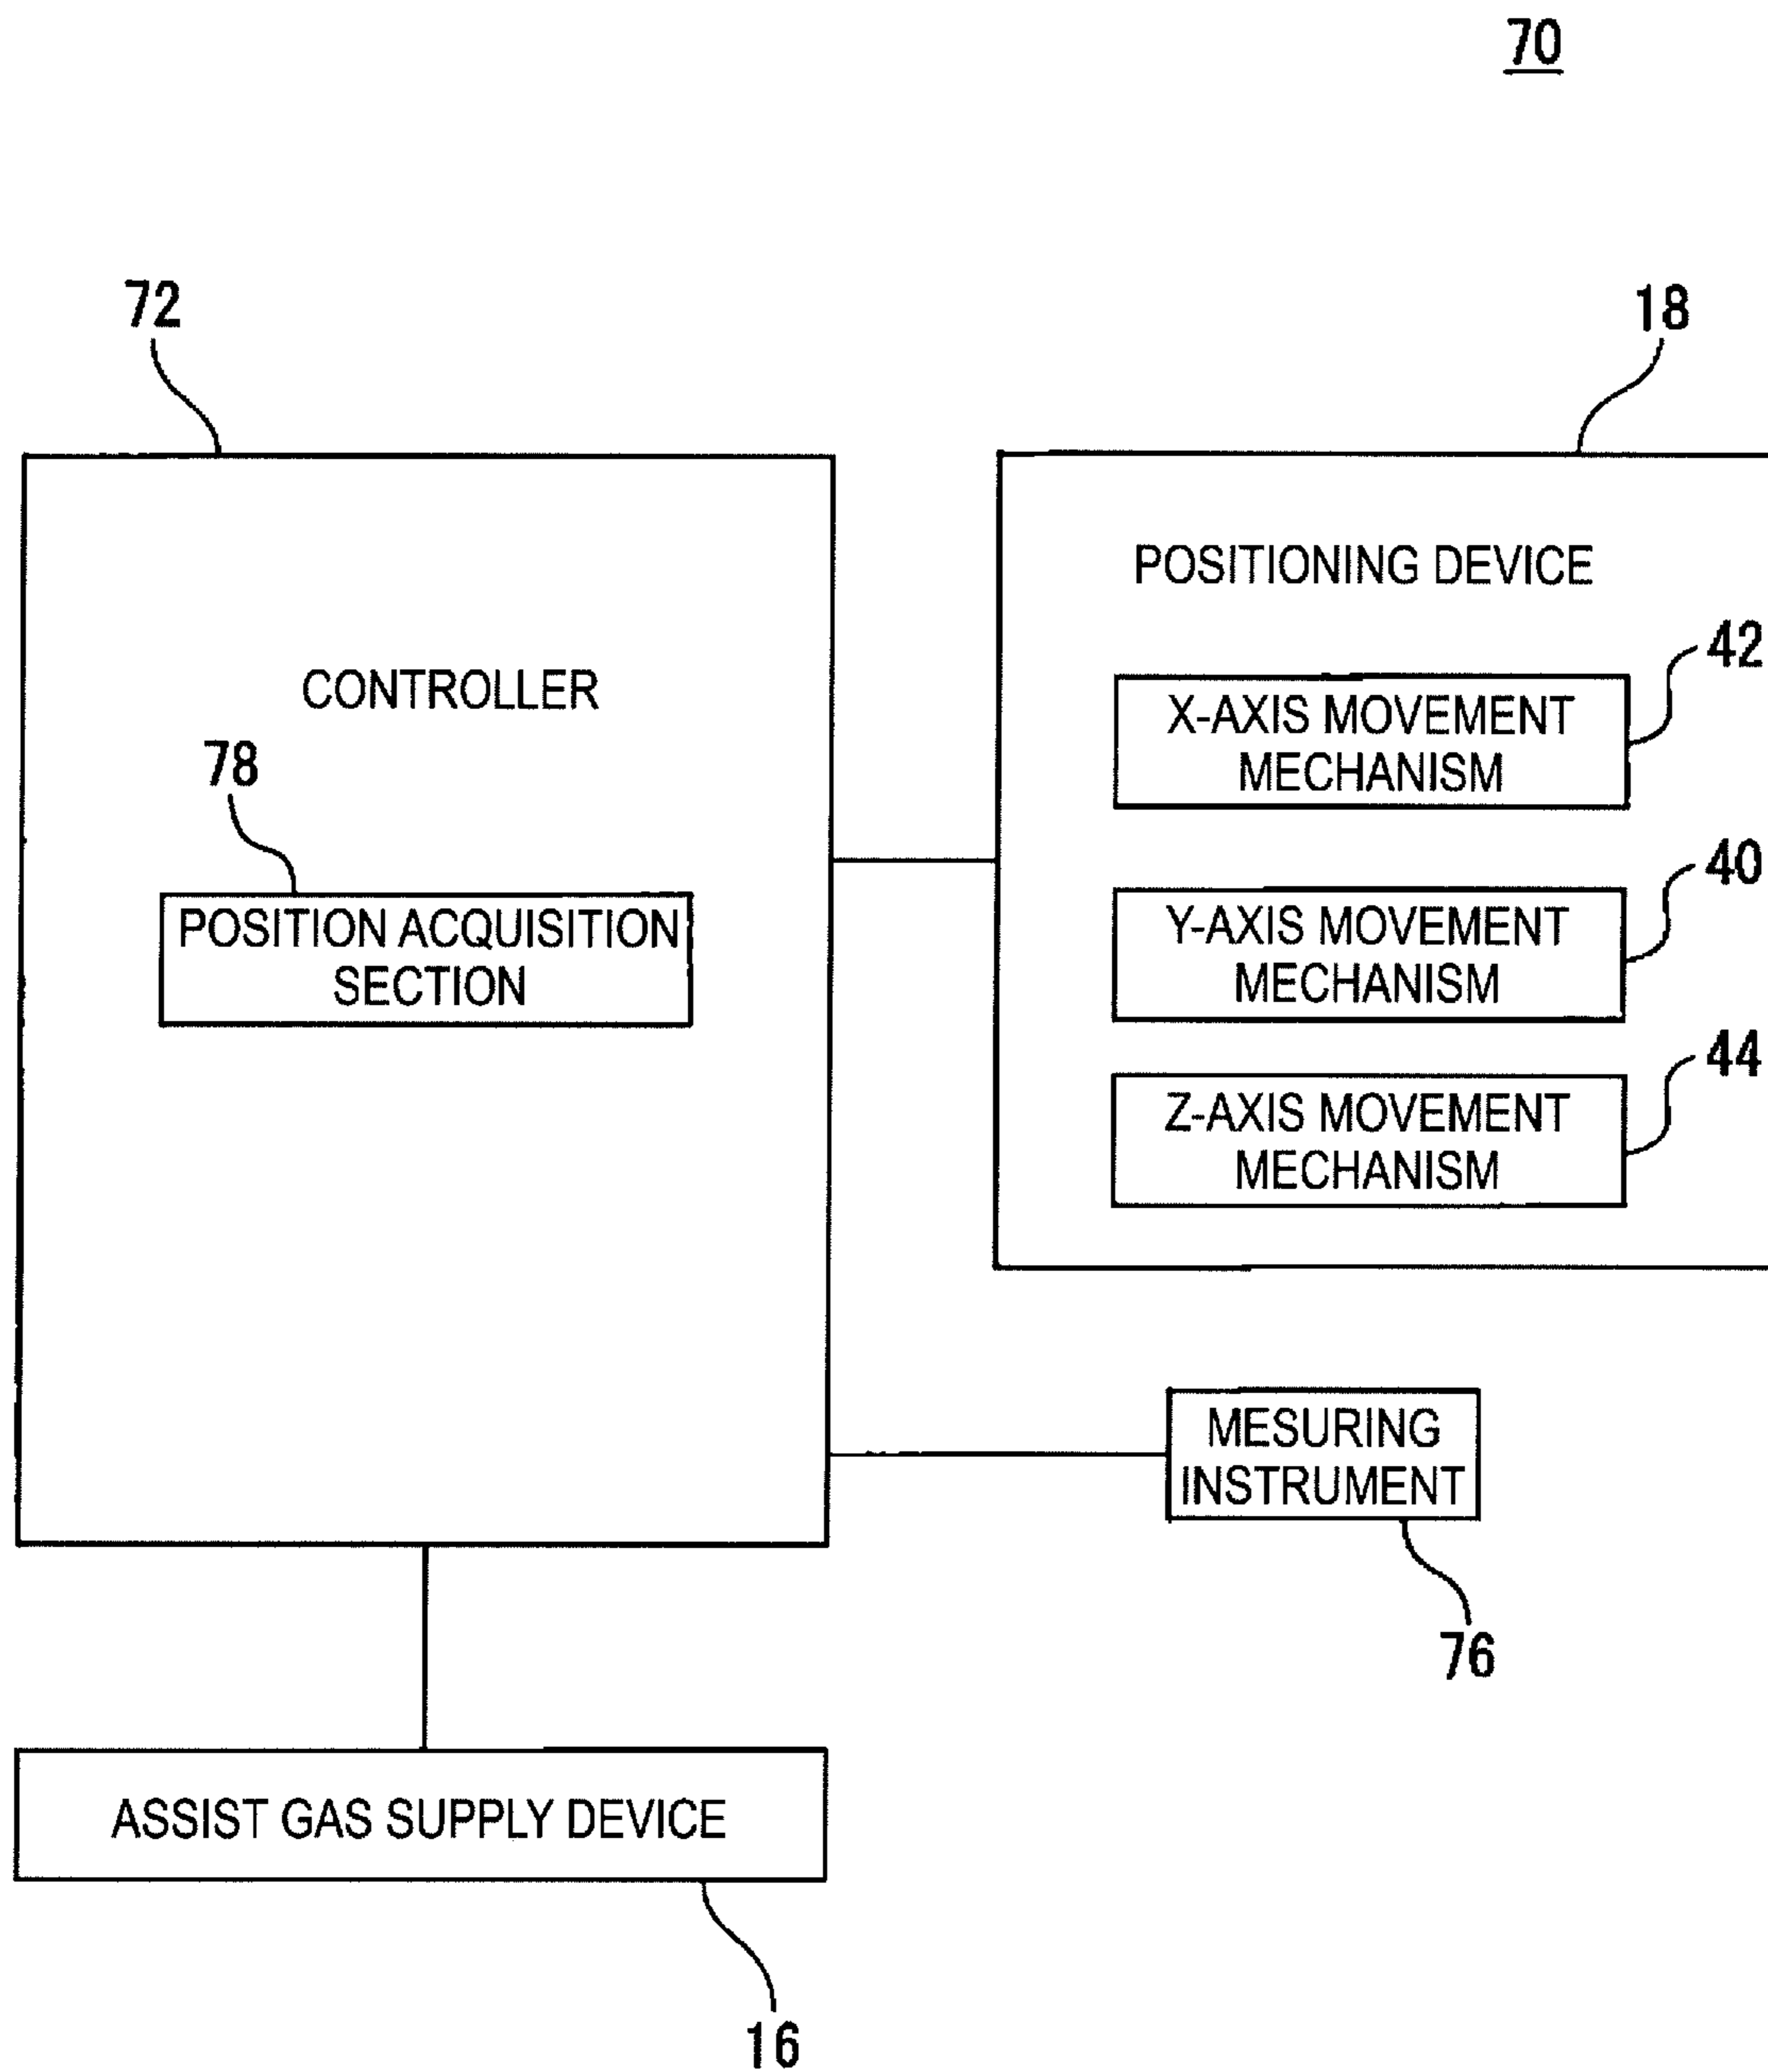 70
72
18
POSITIONING DEVICE
42
X-AXIS MOVEMENT
MECHANISM
CONTROLLER
78
40
POSITION ACQUISITION
SECTION
Y-AXIS MOVEMENT
MECHANISM
44
Z-AXIS MOVEMENT
MECHANISM
MESURING
INSTRUMENT
76
ASSIST GAS SUPPLY DEVICE
16